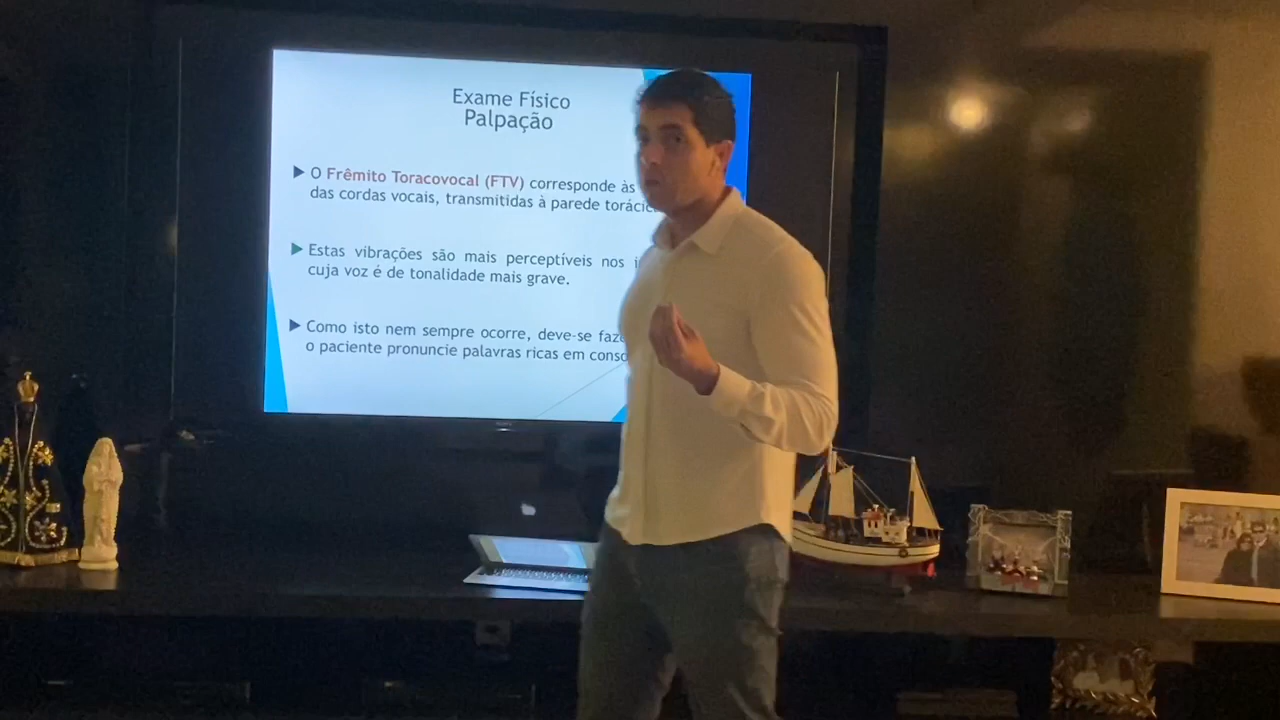 Exame Físico
Palpação
O Frêmito Toracovocal (FTV) corresponde às
das cordas vocais, transmitidas à parede torácic
Estas vibrações são mais perceptíveis nos
cuja voz é de tonalidade mais grave.
Como isto nem sempre ocorre, deve-se faze
o paciente pronuncie palavras ricas em conso